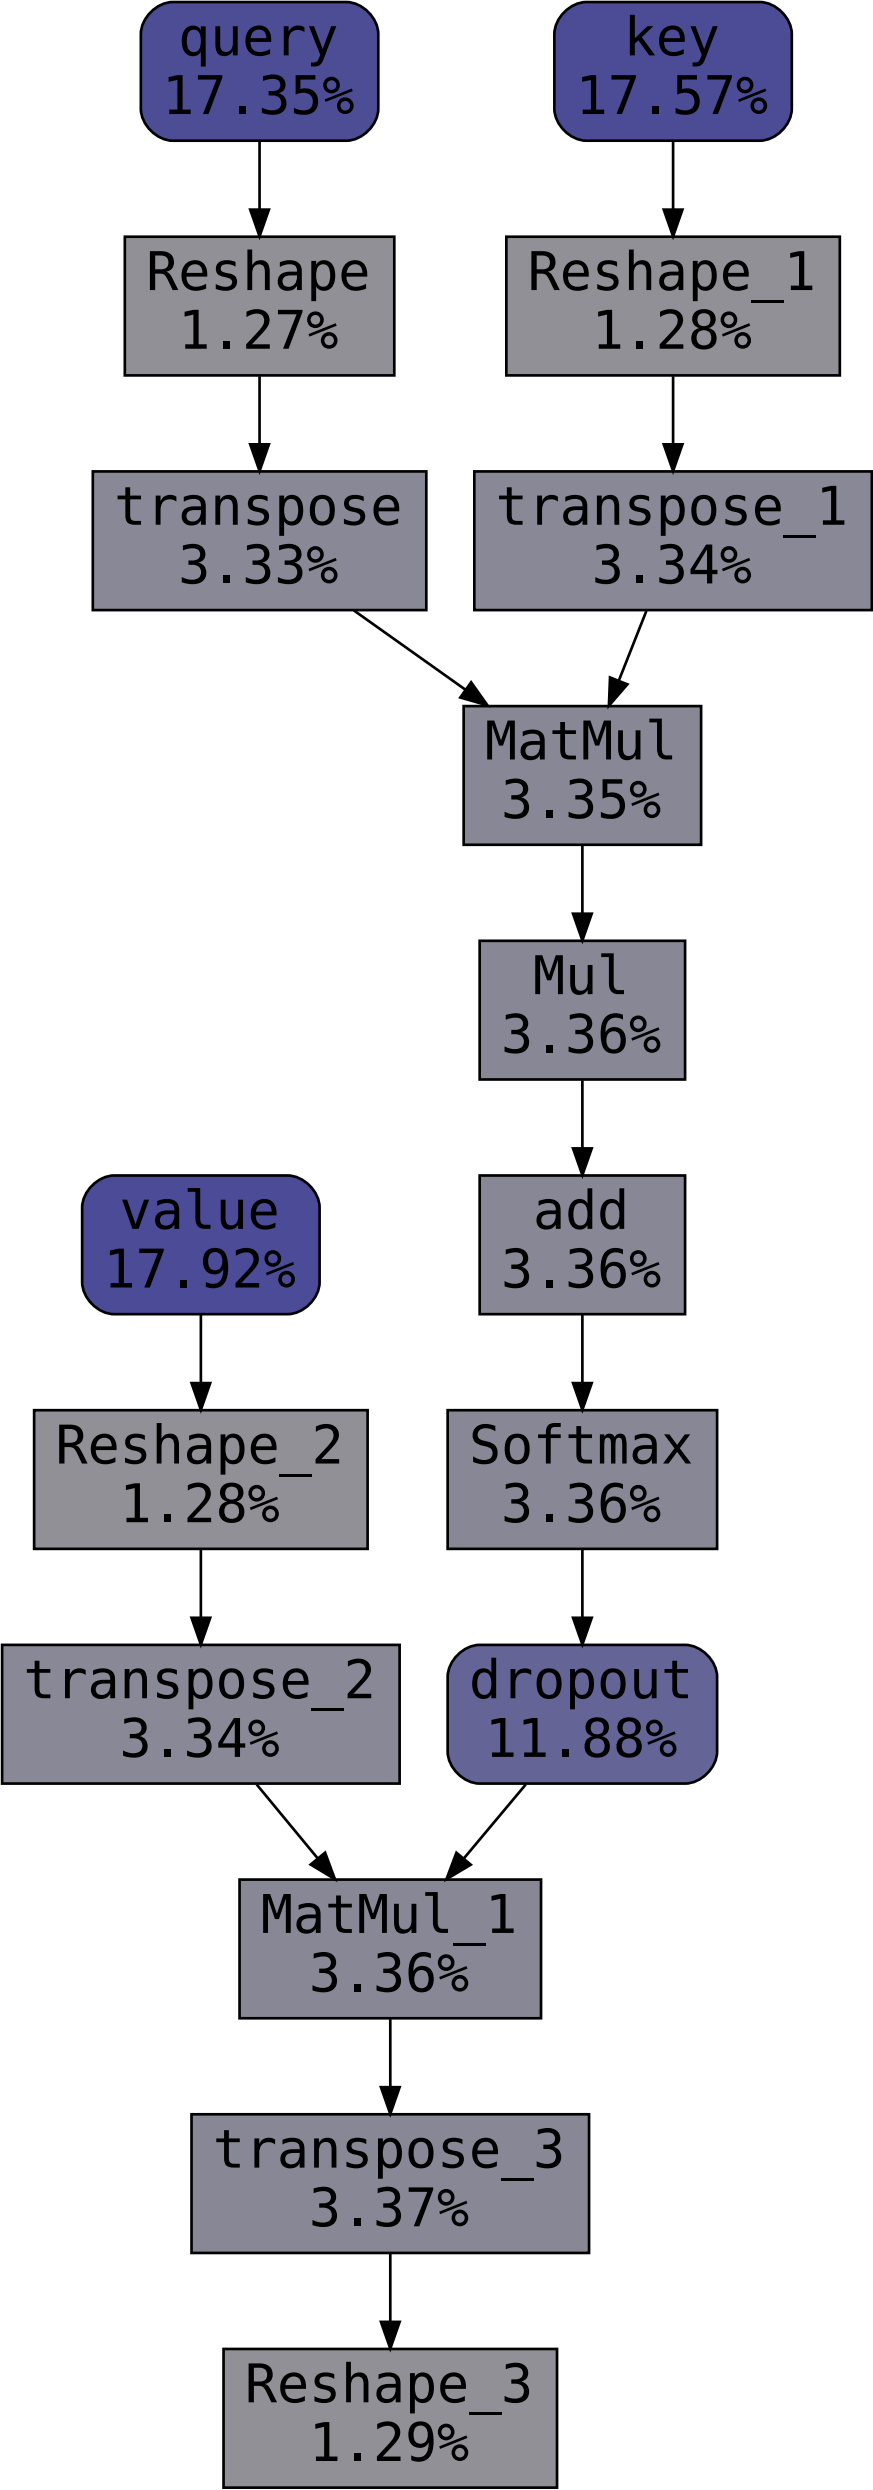 query
17.35%
key
17.57%
Reshape
1.27%
Reshape_1
1.28%
transpose
3.33%
transpose_1
3.34%
MatMul
3.35%
Mul
3.36%
value
17.92%
add
3.36%
Reshape_2
1.28%
Softmax
3.36%
transpose_2
3.34%
dropout
11.88%
MatMul_1
3.36%
transpose_3
3.37%
Reshape_3
1.29%